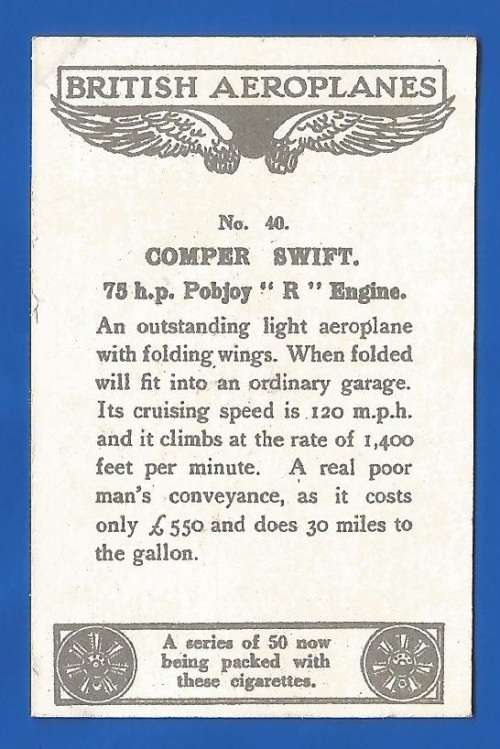 BRITISH AEROPLANES
No. 40.
COMPER SWIFT.
75 h.p. Pobjoy “ R ” Engine.
An outstanding light aeroplane
with folding wings. When folded
will fit into an ordinary garage.
Its cruising speed is 120 m.p.h.
and it climbs at the rate of 1,400
feet per minute. A real poor
man's conveyance, as it costs
only £550 and does 30 miles to
the gallon.
A series of 50 now
being packed with
these cigarettes.